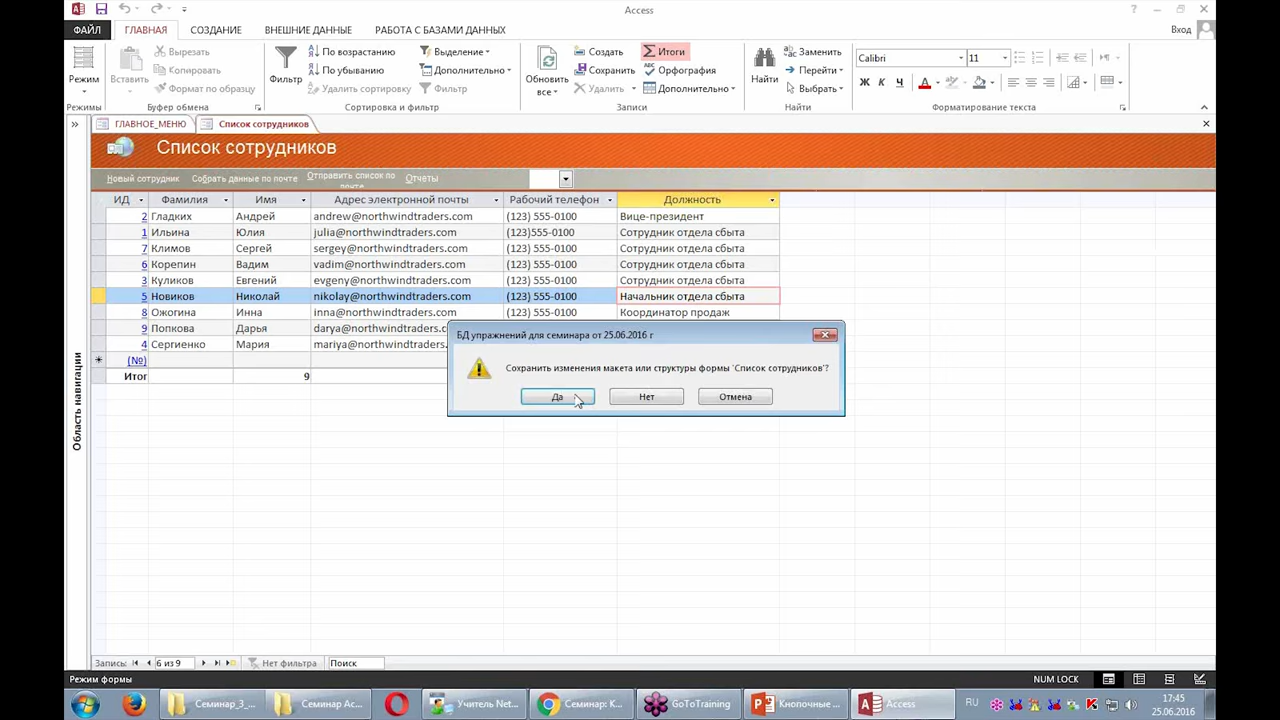 Access
Вход
ФАЙЛ ГЛАВНАЯ СОЗДАНИЕ ВНЕШНИЕ ДАННЫЕ РАБОТА С БАЗАМИ ДАННЫХ
Режим
Режимы
Вставить
Вырезать
Копировать
Формат по образцу
Буфер обмена
Фильтр
По возрастанию
По убыванию
Удалить сортировку
Выделение
Дополнительно
Фильтр
Сортировка и фильтр
Обновить все
Создать
Сохранить
Удалить
Итоги
Орфография
Дополнительно
Записи
Найти
Заменить
Перейти
Выбрать
Найти
Calibri 11
Ж К Ч
Форматирование текста
ГЛАВНОЕ_МЕНЮ Список сотрудников
Область навигации
Список сотрудников
Новый сотрудник Собрать данные по почте Отправить список по почте Отчеты
ИД Фамилия Имя Адрес электронной почты Рабочий телефон Должность
2 Гладких Андрей andrew@northwindtraders.com (123) 555-0100 Вице-президент
1 Ильина Юлия julia@northwindtraders.com (123)555-0100 Сотрудник отдела сбыта
7 Климов Сергей sergey@northwindtraders.com (123) 555-0100 Сотрудник отдела сбыта
6 Корепин Вадим vadim@northwindtraders.com (123) 555-0100 Сотрудник отдела сбыта
3 Куликов Евгений evgeny@northwindtraders.com (123) 555-0100 Сотрудник отдела сбыта
5 Новиков Николай nikolay@northwindtraders.com (123) 555-0100 Начальник отдела сбыта
8 Ожогина Инна inna@northwindtraders.com (123) 555-0100 Координатор продаж
9 Попкова Дарья darya@northwindtraders.c
4 Сергиенко Мария mariya@northwindtraders.
(№)
Итог 9
БД упражнений для семинара от 25.06.2016 г
Сохранить изменения макета или структуры формы 'Список сотрудников'?
Да Нет Отмена
Запись: 6 из 9 Нет фильтра Поиск
Режим формы NUM LOCK
Семинар_3_... Семинар Ac... Учитель Net... Семинар: К... GoToTraining Кнопочные ... Access RU 17:45
25.06.2016